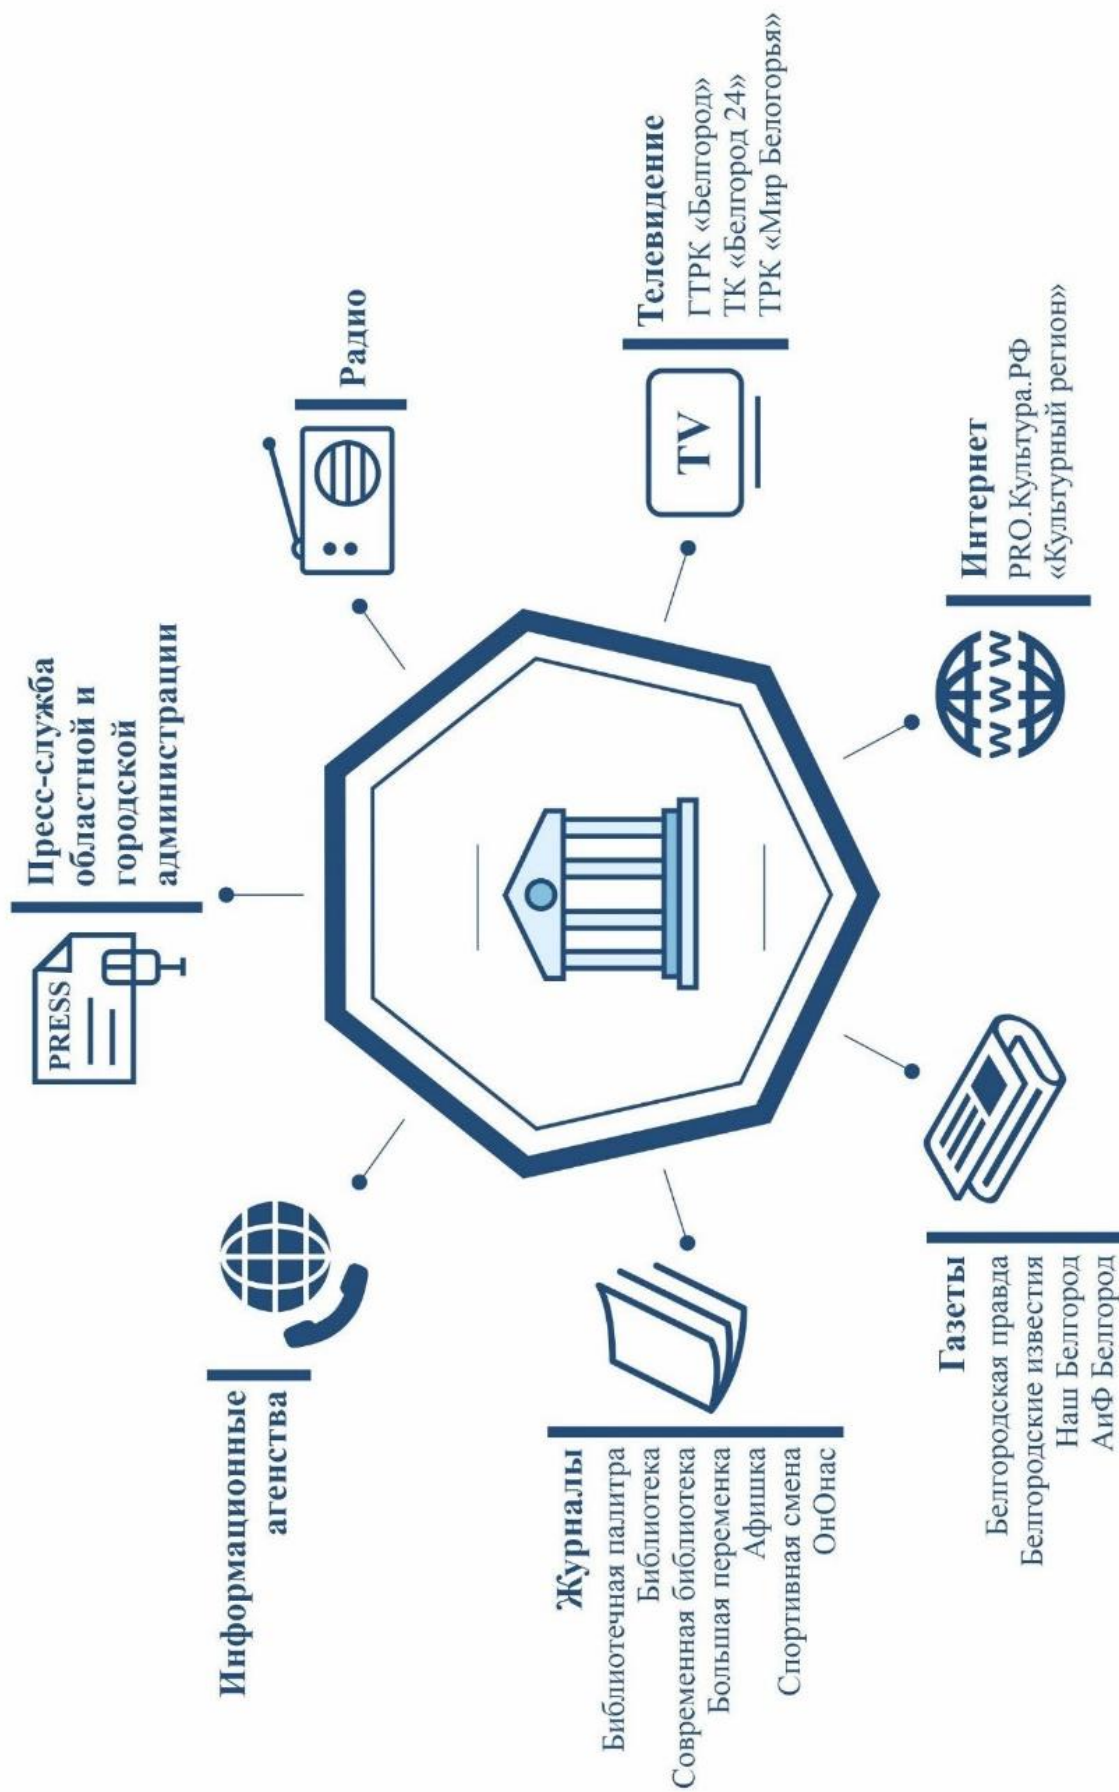 PRESS
Пресс-служба
областной и
городской
администрации
Радио
Телевидение
ГТРК «Белгород»
ТК «Белгород 24»
ТРК «Мир Белогорья»
TV
Интернет
PRO.Культура.РФ
«Культурный регион»
WWW
Газеты
Белгородская правда
Белгородские известия
Наш Белгород
АиФ Белгород
Журналы
Библиотечная палитра
Библиотека
Современная библиотека
Большая переменка
Афишка
Спортивная смена
ОнОнас
Информационные
агенства